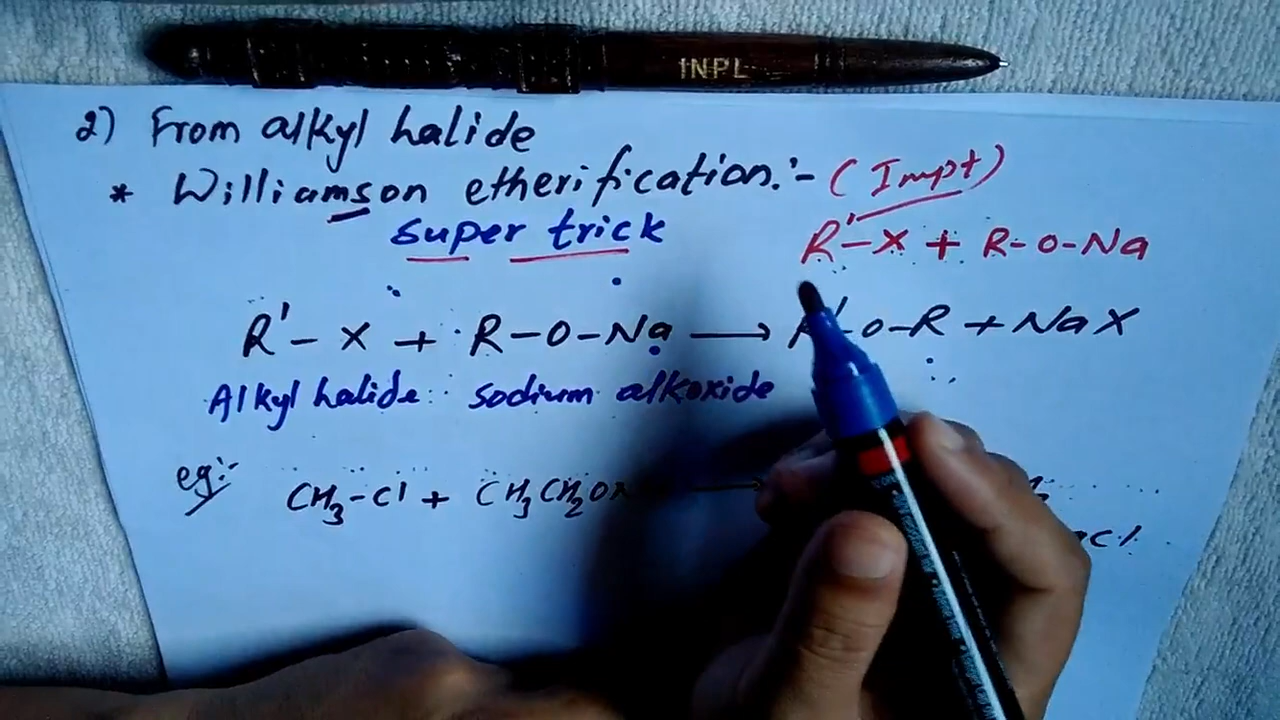 INPL
2) From alkyl halide
* Williamson etherification:- (Impt)
super trick
R'-X + R-O-Na
R'-X + R-O-Na ⟶ R'-O-R + NaX
Alkyl halide sodium alkoxide
eg:- CH₃-Cl + CH₃CH₂O ⟶